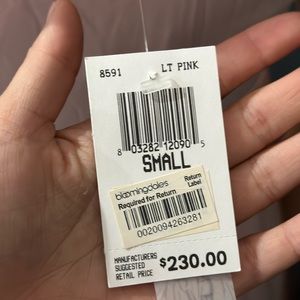 8591 LT PINK
8 03282 12090 5
SMALL
bloomingdales Return
Required for Return Label
0020094263281
MANUFACTURERS
SUGGESTED $230.00
RETAIL PRICE